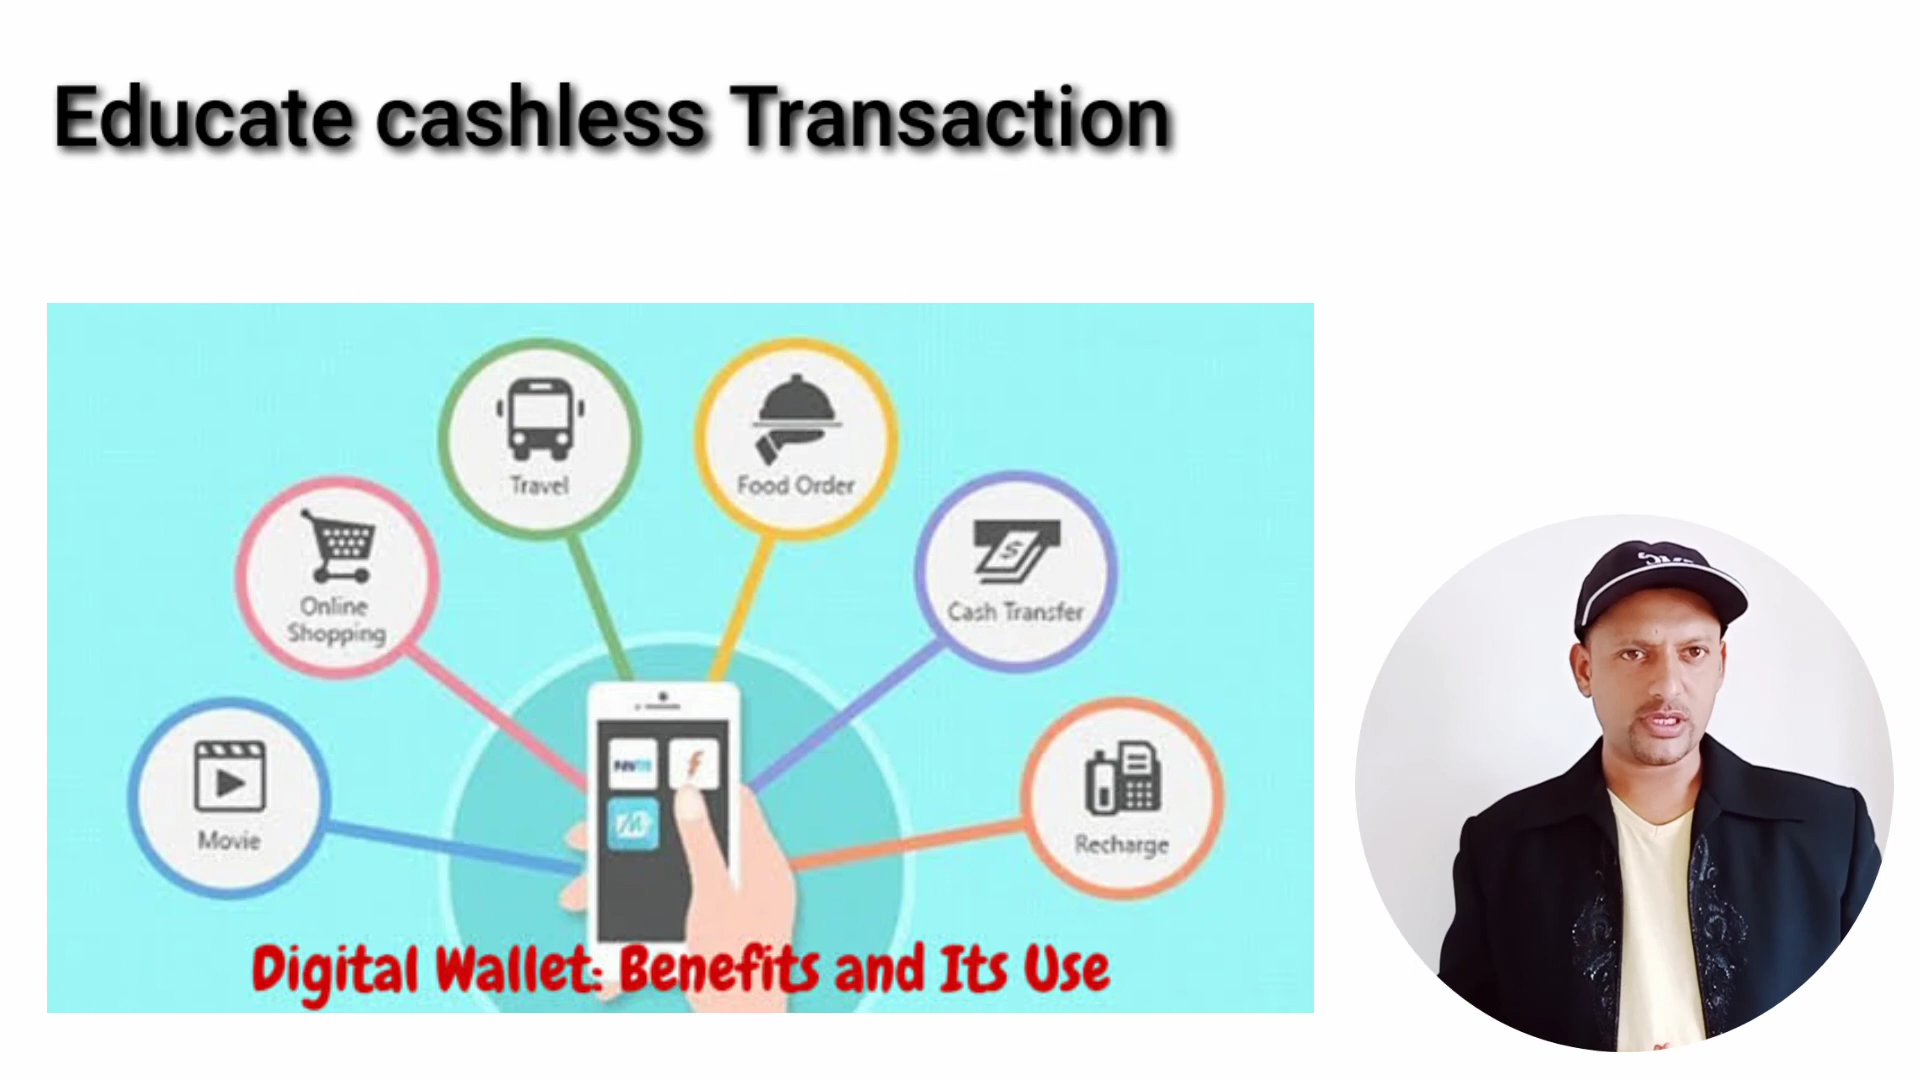 Educate cashless Transaction
Travel
Food Order
Online
Shopping
Cash Transfer
Movie
Recharge
Digital Wallet: Benefits and Its Use